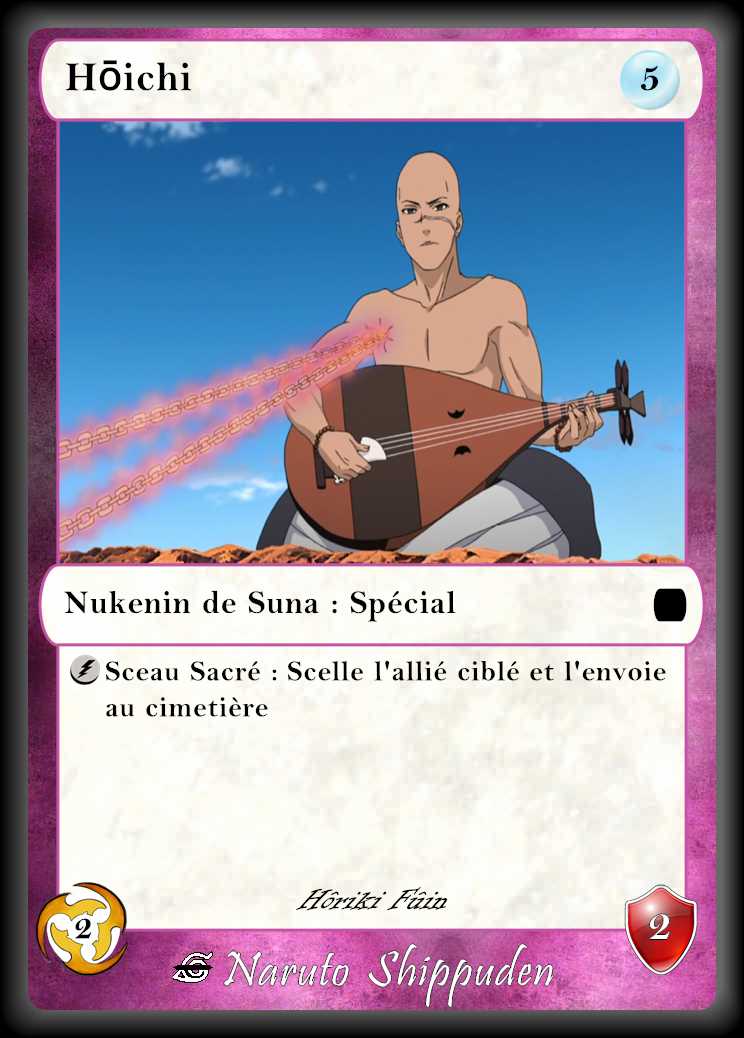 Hōichi
5
Nukenin de Suna : Spécial
Sceau Sacré : Scelle l'allié ciblé et l'envoie
au cimetière
Hôriki Fûin
2
2
Naruto Shippuden